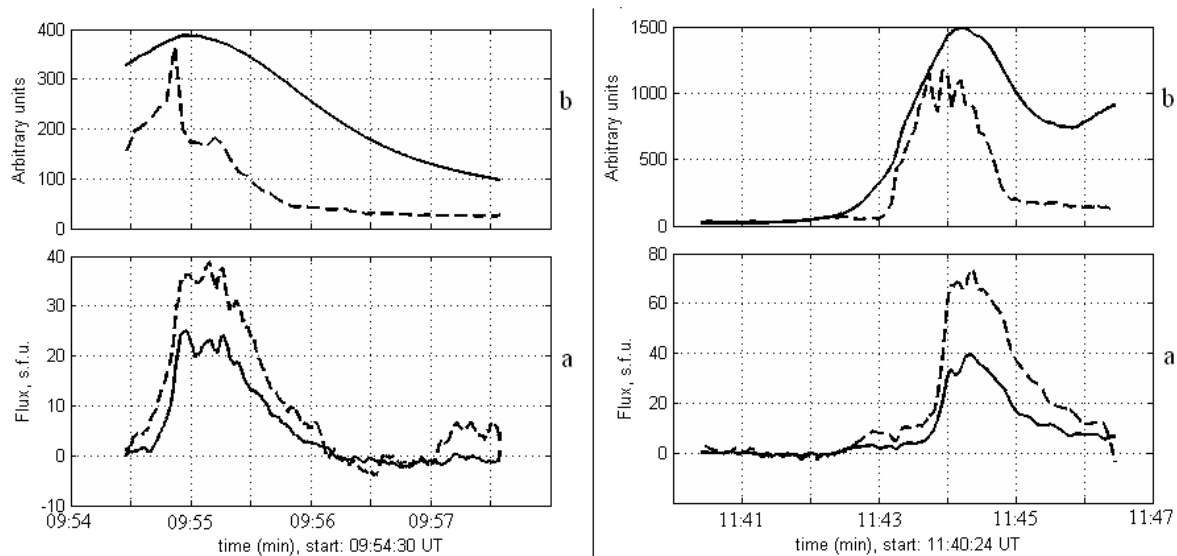 400
300
200
100
0
Arbitrary units
b
40
30
20
10
0
-10
Flux, s.f.u.
a
09:54 09:55 09:56 09:57
time (min), start: 09:54:30 UT
1500
1000
500
0
Arbitrary units
b
80
60
40
20
0
Flux, s.f.u.
a
11:41 11:43 11:45 11:47
time (min), start: 11:40:24 UT